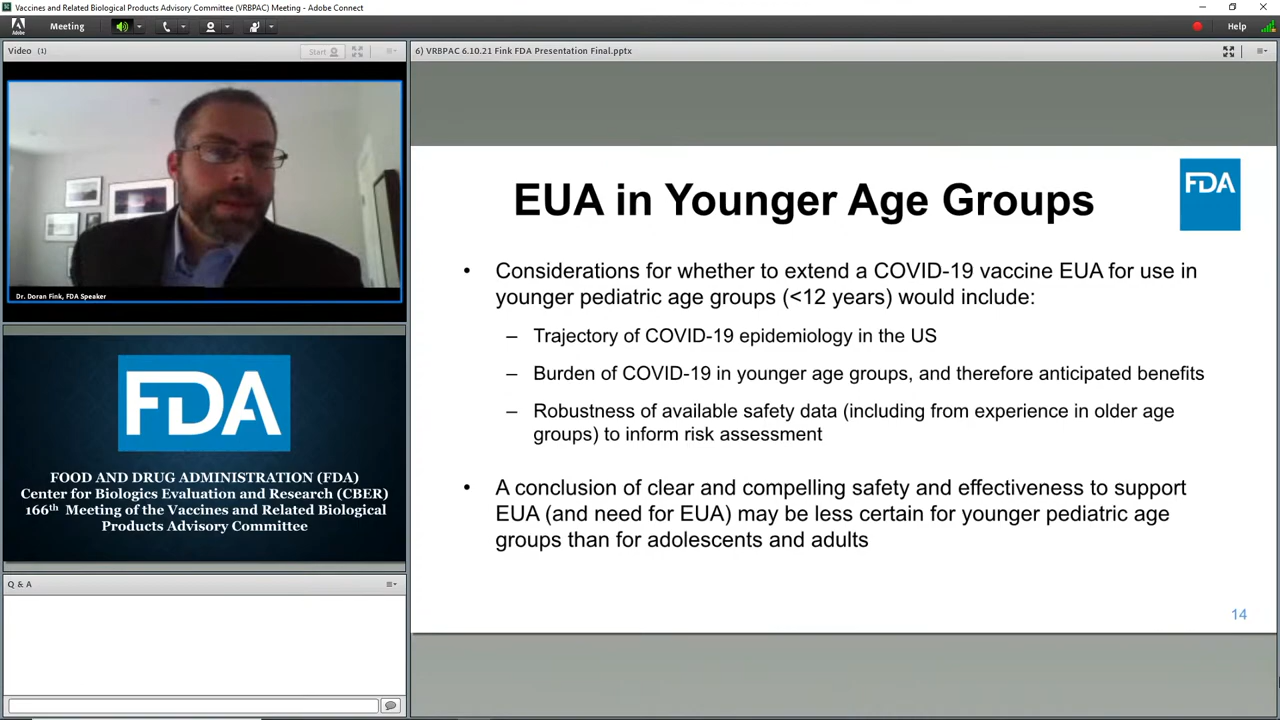 Vaccines and Related Biological Products Advisory Committee (VRBPAC) Meeting - Adobe Connect
Adobe
Meeting
Help
Video (1)
Start
Dr. Doran Fink, FDA Speaker
FDA
FOOD AND DRUG ADMINISTRATION (FDA)
Center for Biologics Evaluation and Research (CBER)
166th Meeting of the Vaccines and Related Biological
Products Advisory Committee
Q & A
6) VRBPAC 6.10.21 Fink FDA Presentation Final.pptx
EUA in Younger Age Groups
FDA
• Considerations for whether to extend a COVID-19 vaccine EUA for use in
younger pediatric age groups (<12 years) would include:
– Trajectory of COVID-19 epidemiology in the US
– Burden of COVID-19 in younger age groups, and therefore anticipated benefits
– Robustness of available safety data (including from experience in older age
groups) to inform risk assessment
• A conclusion of clear and compelling safety and effectiveness to support
EUA (and need for EUA) may be less certain for younger pediatric age
groups than for adolescents and adults
14